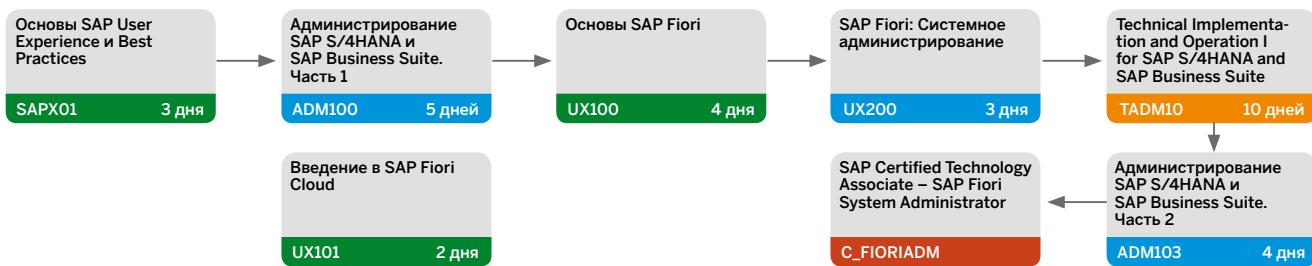 Основы SAP User
Experience и Best
Practices
SAPX01 3 дня
Администрирование
SAP S/4HANA и
SAP Business Suite.
Часть 1
ADM100 5 дней
Основы SAP Fiori
UX100 4 дня
SAP Fiori: Системное
администрирование
UX200 3 дня
Technical Implementa-
tion and Operation I
for SAP S/4HANA and
SAP Business Suite
TADM10 10 дней
Введение в SAP Fiori
Cloud
UX101 2 дня
SAP Certified Technology
Associate – SAP Fiori
System Administrator
C_FIORIADM
Администрирование
SAP S/4HANA и
SAP Business Suite.
Часть 2
ADM103 4 дня